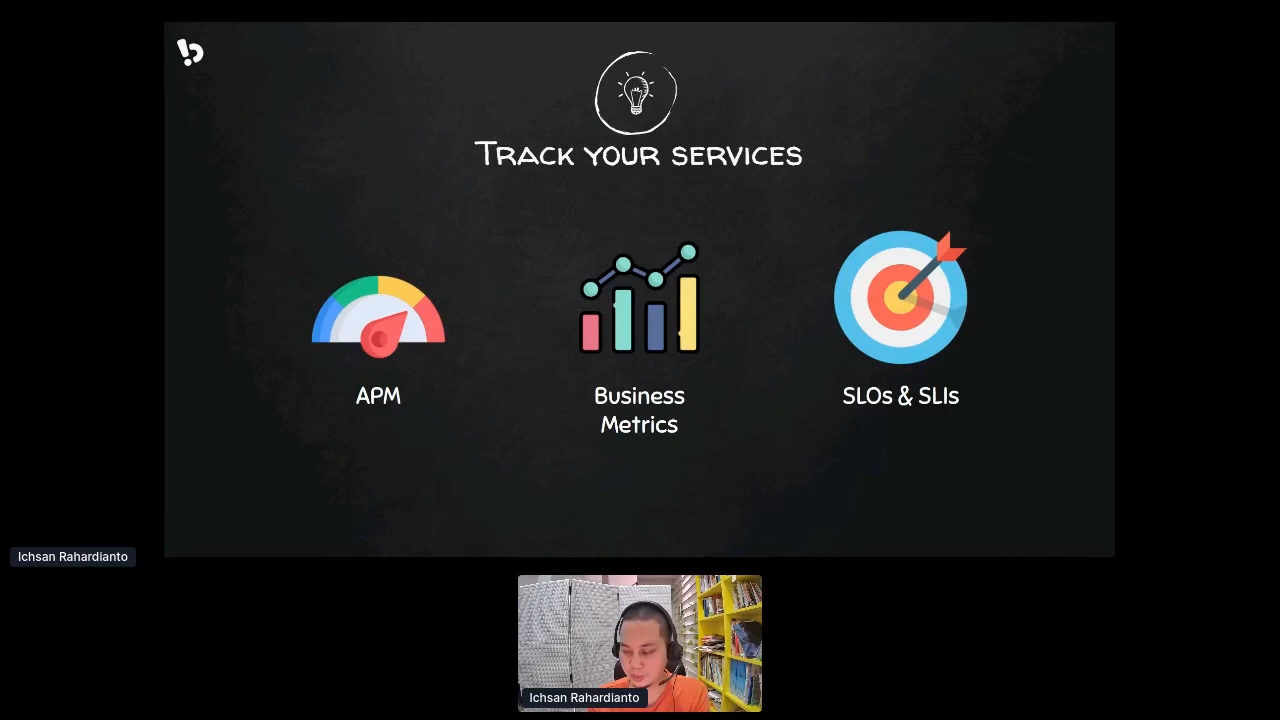 Track your services
APM
Business
Metrics
SLOs & SLIs
Ichsan Rahardianto
Ichsan Rahardianto